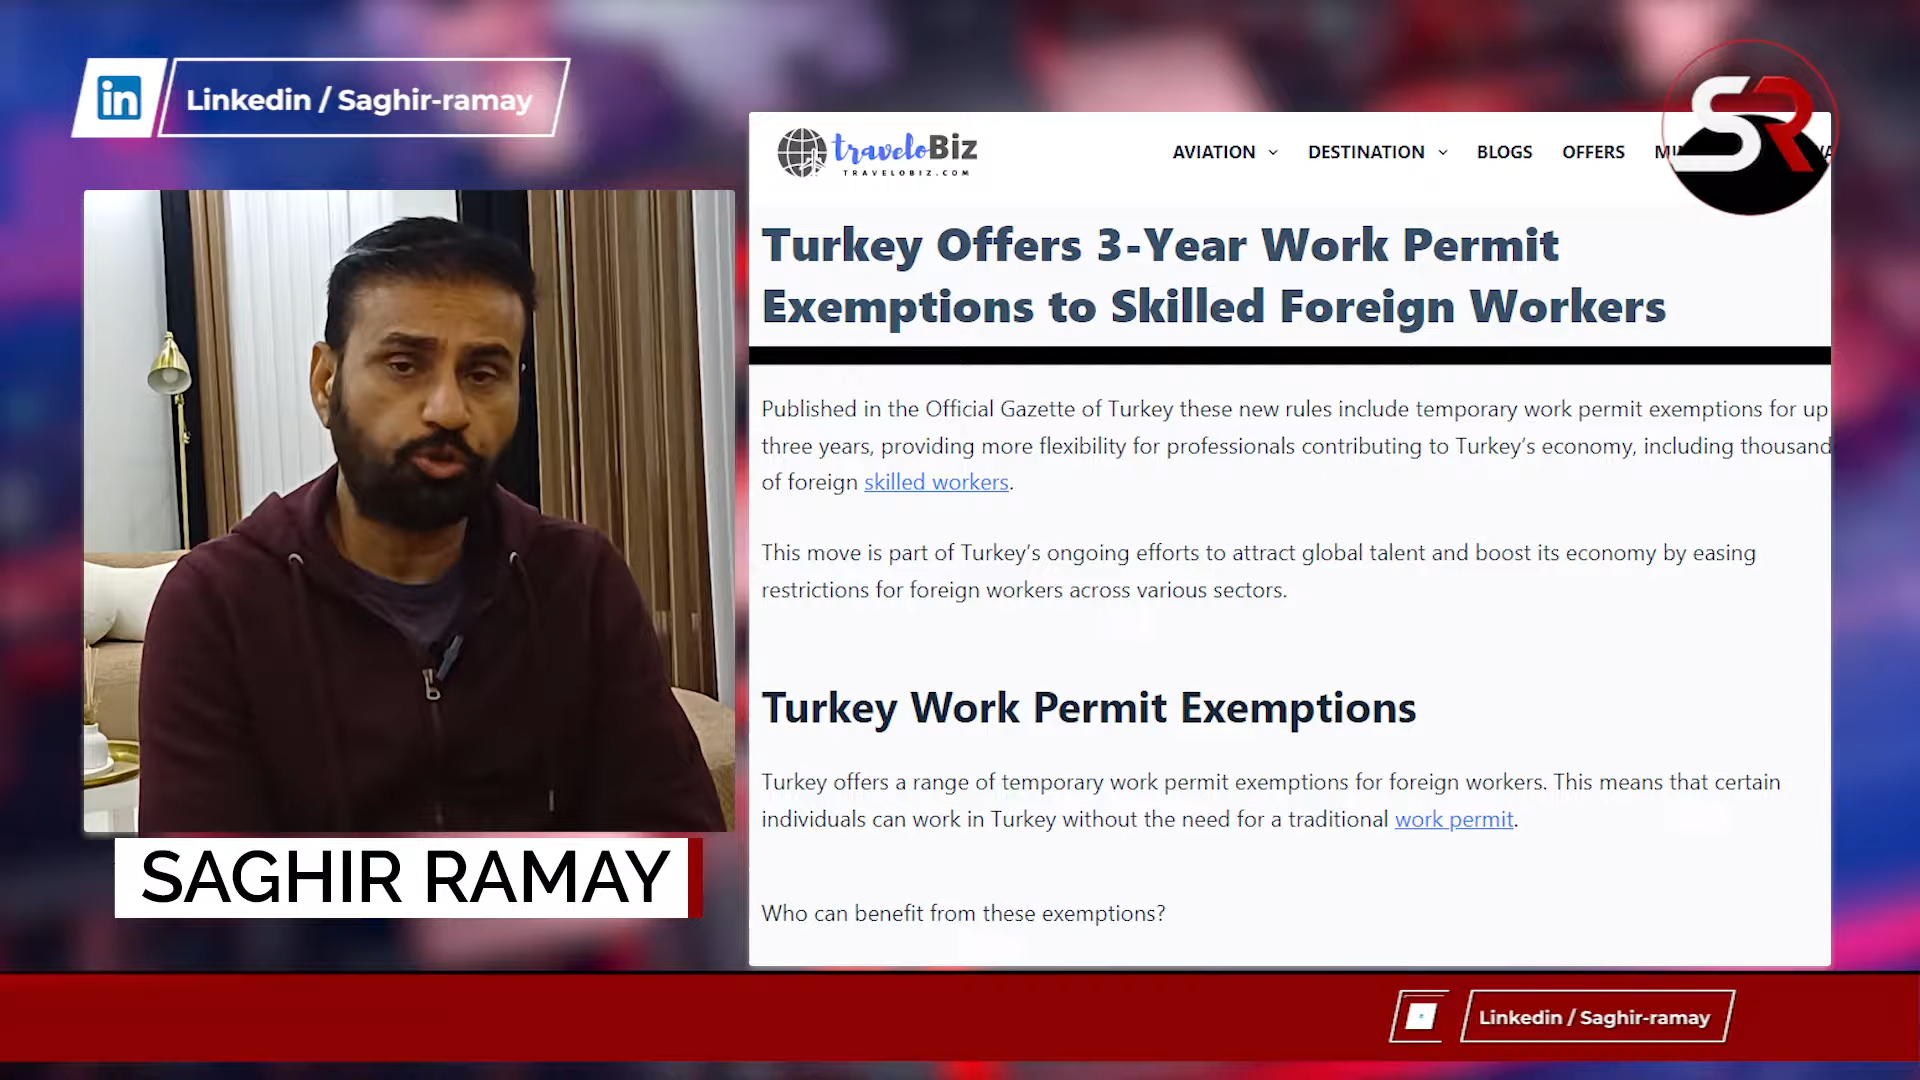 Linkedin / Saghir-ramay
SR
traveloBiz
TRAVELOBIZ.COM
AVIATION DESTINATION BLOGS OFFERS
Turkey Offers 3-Year Work Permit
Exemptions to Skilled Foreign Workers
Published in the Official Gazette of Turkey these new rules include temporary work permit exemptions for up
three years, providing more flexibility for professionals contributing to Turkey's economy, including thousand
of foreign skilled workers.
This move is part of Turkey's ongoing efforts to attract global talent and boost its economy by easing
restrictions for foreign workers across various sectors.
Turkey Work Permit Exemptions
Turkey offers a range of temporary work permit exemptions for foreign workers. This means that certain
individuals can work in Turkey without the need for a traditional work permit.
Who can benefit from these exemptions?
SAGHIR RAMAY
Linkedin / Saghir-ramay